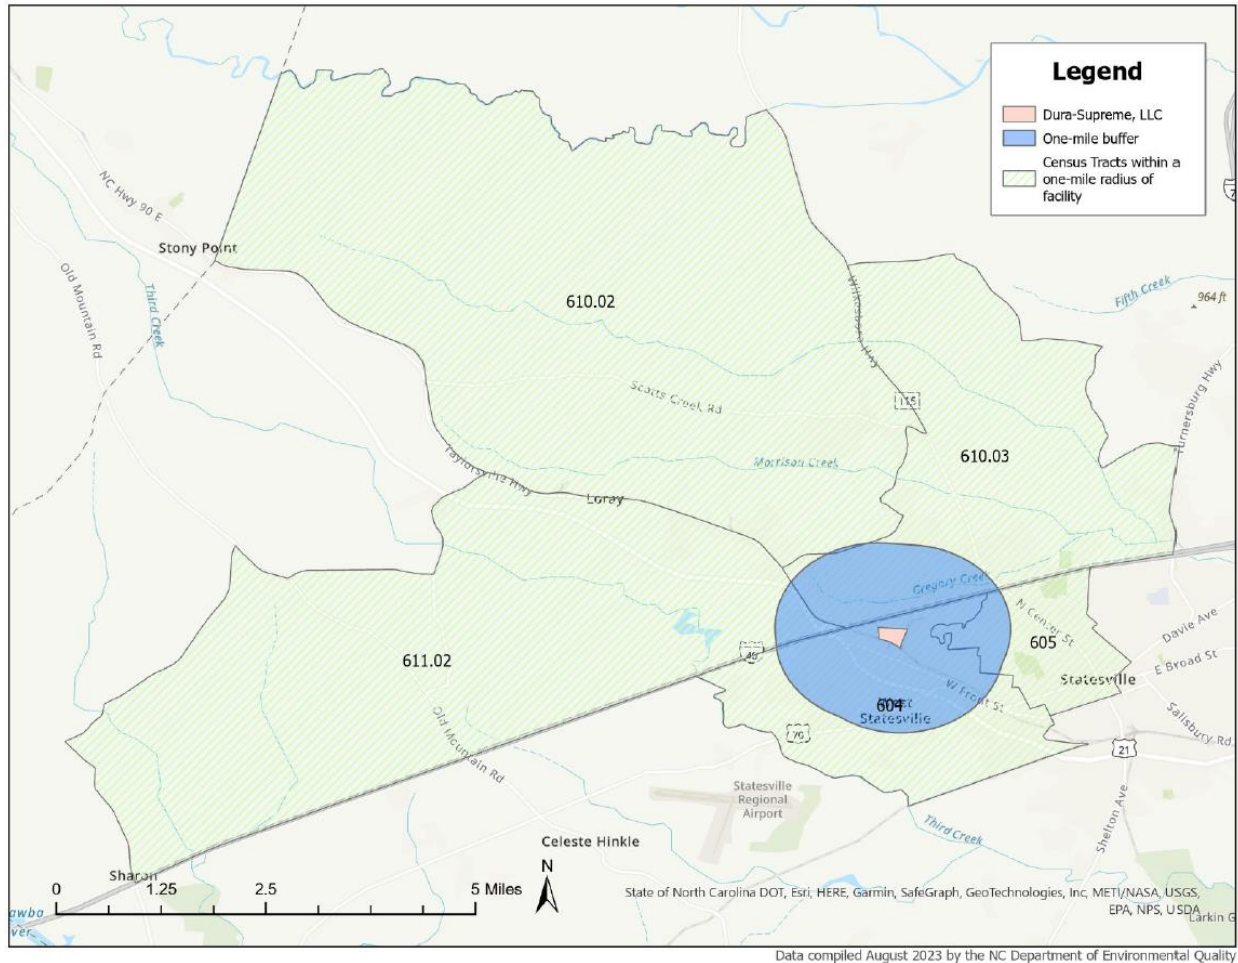 Legend
Dura-Supreme, LLC
One-mile buffer
Census Tracts within a
one-mile radius of
facility
NC Hwy 90 E
Stony Point
Old Mountain Rd
Third Creek
610.02
Wilkesboro Hwy
Fifth Creek
964 ft
Turnersburg Hwy
Scotts Creek Rd
115
610.03
Morrison Creek
Taylorsville Hwy
Loray
Gregory Creek
N Center St
605
Davie Ave
E Broad St
Statesville
611.02
40
W Front St
604
West
Statesville
70
Salisbury Rd
21
Old Mountain Rd
Statesville
Regional
Airport
Shelton Ave
Third Creek
Celeste Hinkle
Sharon
N
0
1.25
2.5
5 Miles
State of North Carolina DOT, Esri, HERE, Garmin, SafeGraph, GeoTechnologies, Inc, METI/NASA, USGS,
EPA, NPS, USDA
Larkin G
awba
ver
Data compiled August 2023 by the NC Department of Environmental Quality